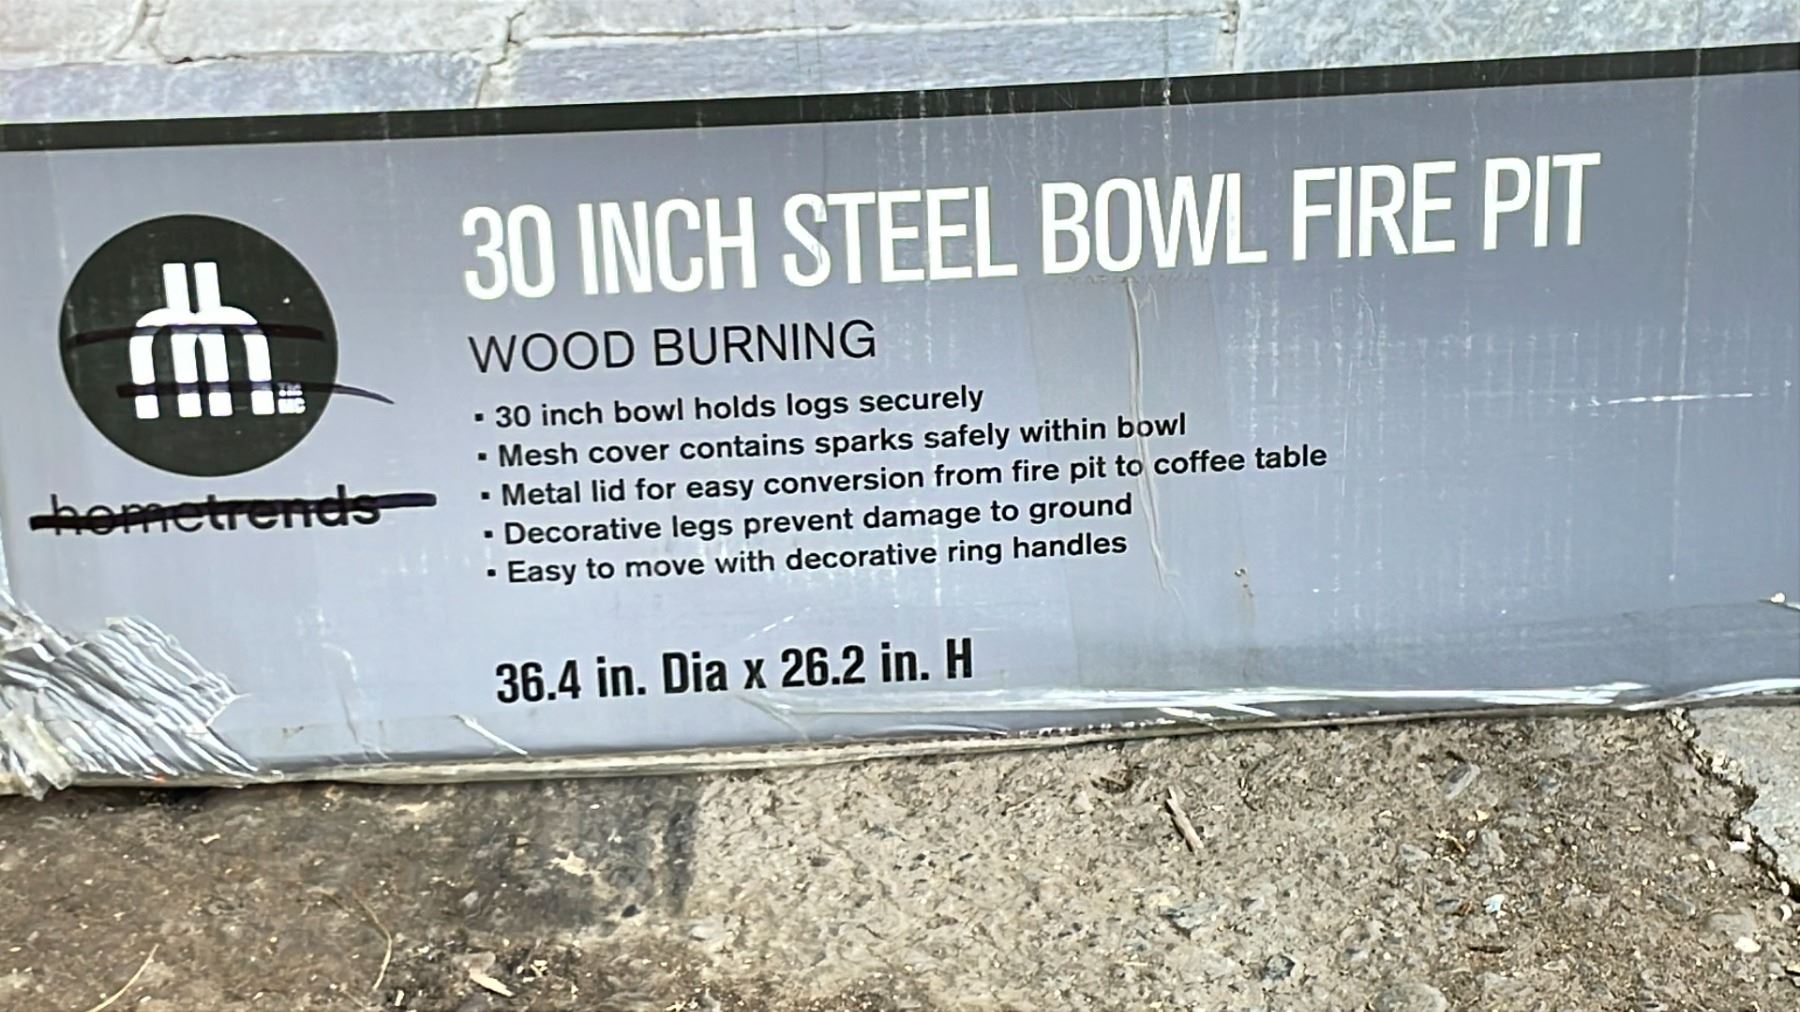 30 INCH STEEL BOWL FIRE PIT
WOOD BURNING
▪ 30 inch bowl holds logs securely
▪ Mesh cover contains sparks safely within bowl
▪ Metal lid for easy conversion from fire pit to coffee table
▪ Decorative legs prevent damage to ground
▪ Easy to move with decorative ring handles
36.4 in. Dia x 26.2 in. H
TM
MC
hometrends